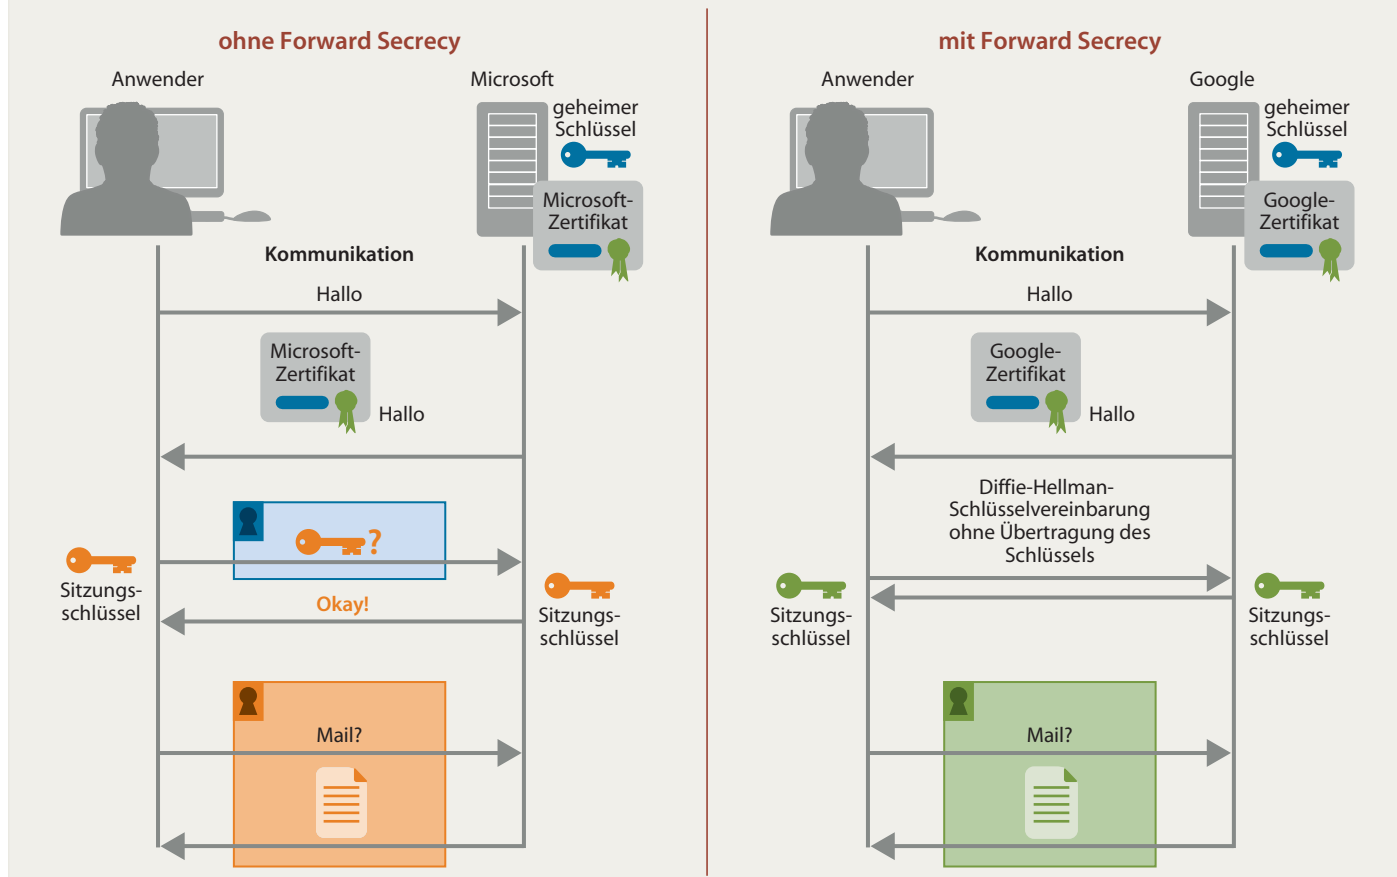 ohne Forward Secrecy
Anwender
Microsoft
geheimer
Schlüssel
Microsoft-
Zertifikat
Kommunikation
Hallo
Microsoft-
Zertifikat
Hallo
?
Sitzungs-
schlüssel
Okay!
Sitzungs-
schlüssel
Mail?
mit Forward Secrecy
Anwender
Google
geheimer
Schlüssel
Google-
Zertifikat
Kommunikation
Hallo
Google-
Zertifikat
Hallo
Diffie-Hellman-
Schlüsselvereinbarung
ohne Übertragung des
Schlüssels
Sitzungs-
schlüssel
Sitzungs-
schlüssel
Mail?